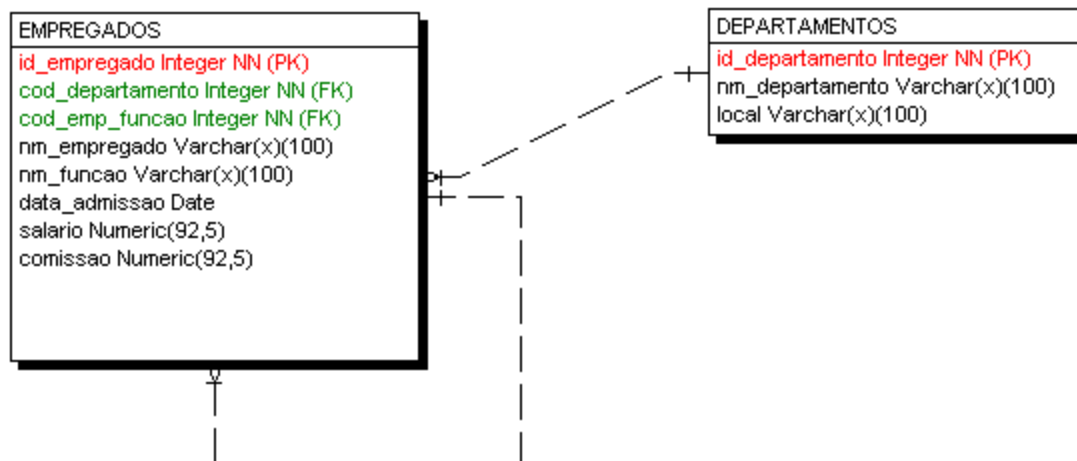 EMPREGADOS
id_empregado Integer NN (PK)
cod_departamento Integer NN (FK)
cod_emp_funcao Integer NN (FK)
nm_empregado Varchar(x)(100)
nm_funcao Varchar(x)(100)
data_admissao Date
salario Numeric(92,5)
comissao Numeric(92,5)
DEPARTAMENTOS
id_departamento Integer NN (PK)
nm_departamento Varchar(x)(100)
local Varchar(x)(100)